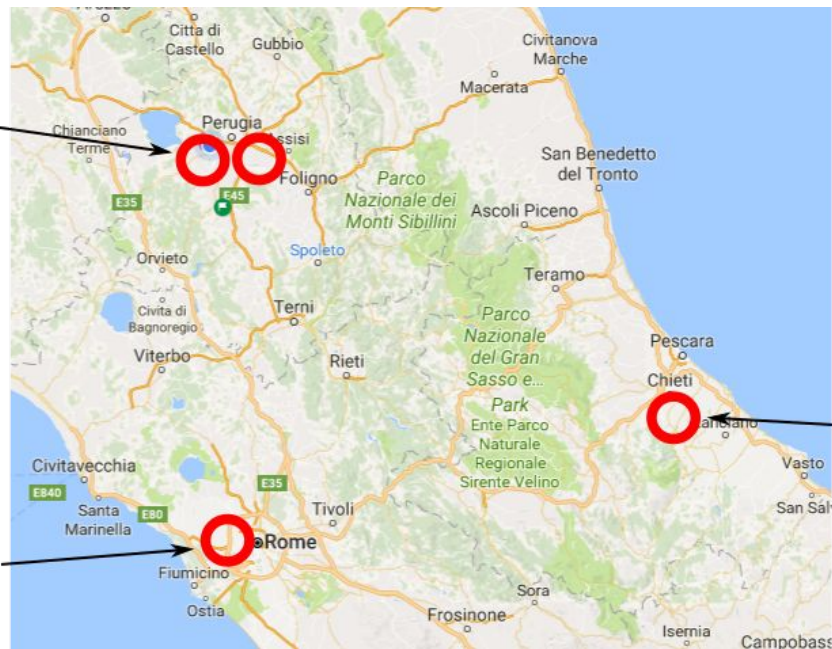 Citta di
Castello
Gubbio
Civitanova
Marche
Macerata
Chianciano
Terme
Perugia
Assisi
E45
Foligno
E35
Parco
Nazionale dei
Monti Sibillini
San Benedetto
del Tronto
Ascoli Piceno
Spoleto
Orvieto
Teramo
Civita di
Bagnoregio
Terni
Viterbo
Rieti
Parco
Nazionale
del Gran
Sasso e...
Park
Ente Parco
Naturale
Regionale
Sirente Velino
Pescara
Chieti
Civitavecchia
E840
Santa
Marinella
E80
E35
Tivoli
Vasto
Rome
Fiumicino
Ostia
Sora
Frosinone
Isernia